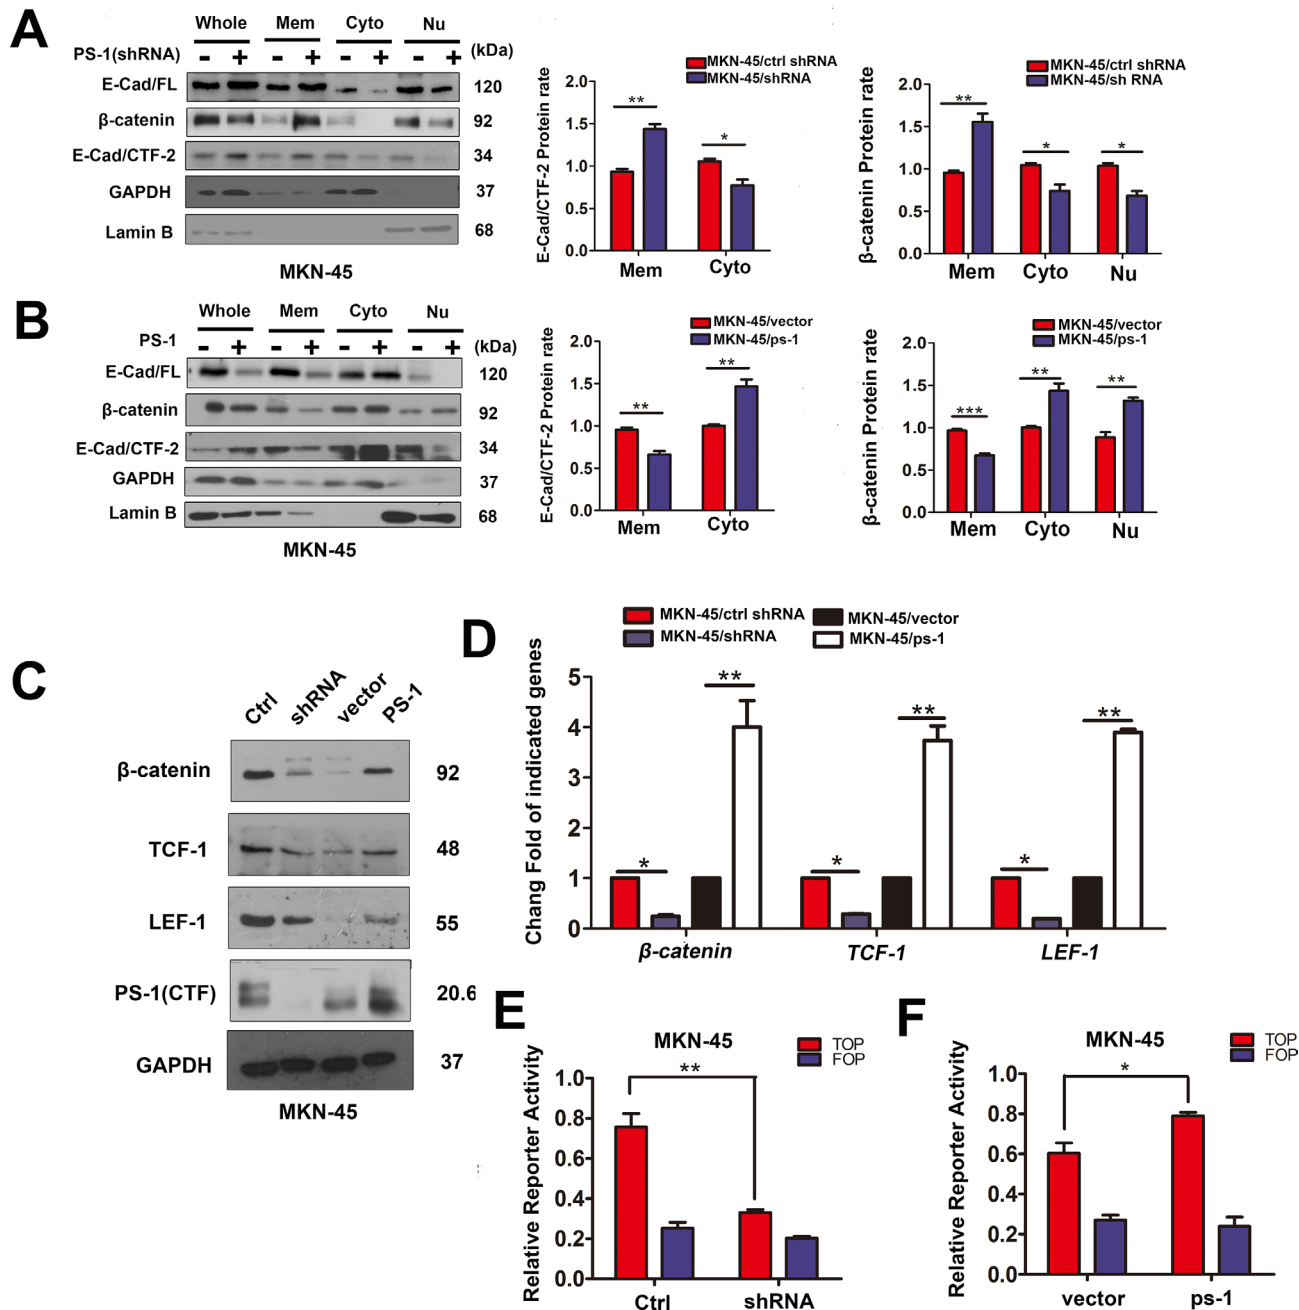 A
Whole Mem Cyto Nu
PS-1(shRNA) - + - + - + - + (kDa)
E-Cad/FL 120
β-catenin 92
E-Cad/CTF-2 34
GAPDH 37
Lamin B 68
MKN-45
MKN-45/ctrl shRNA
MKN-45/shRNA
E-Cad/CTF-2 Protein rate
2.0
1.5
1.0
0.5
0.0
** *
Mem Cyto
MKN-45/ctrl shRNA
MKN-45/sh RNA
β-catenin Protein rate
2.0
1.5
1.0
0.5
0.0
** * *
Mem Cyto Nu
B
Whole Mem Cyto Nu
PS-1 - + - + - + - + (kDa)
E-Cad/FL 120
β-catenin 92
E-Cad/CTF-2 34
GAPDH 37
Lamin B 68
MKN-45
MKN-45/vector
MKN-45/ps-1
E-Cad/CTF-2 Protein rate
2.0
1.5
1.0
0.5
0.0
** **
Mem Cyto
MKN-45/vector
MKN-45/ps-1
β-catenin Protein rate
2.0
1.5
1.0
0.5
0.0
*** ** **
Mem Cyto Nu
C
Ctrl shRNA vector PS-1
β-catenin 92
TCF-1 48
LEF-1 55
PS-1(CTF) 20.6
GAPDH 37
MKN-45
D
MKN-45/ctrl shRNA MKN-45/vector
MKN-45/shRNA MKN-45/ps-1
Chang Fold of indicated genes
5
4
3
2
1
0
* ** * ** * **
β-catenin TCF-1 LEF-1
E
MKN-45
TOP
FOP
Relative Reporter Activity
1.0
0.8
0.6
0.4
0.2
0.0
**
Ctrl shRNA
F
MKN-45
TOP
FOP
Relative Reporter Activity
1.0
0.8
0.6
0.4
0.2
0.0
*
vector ps-1